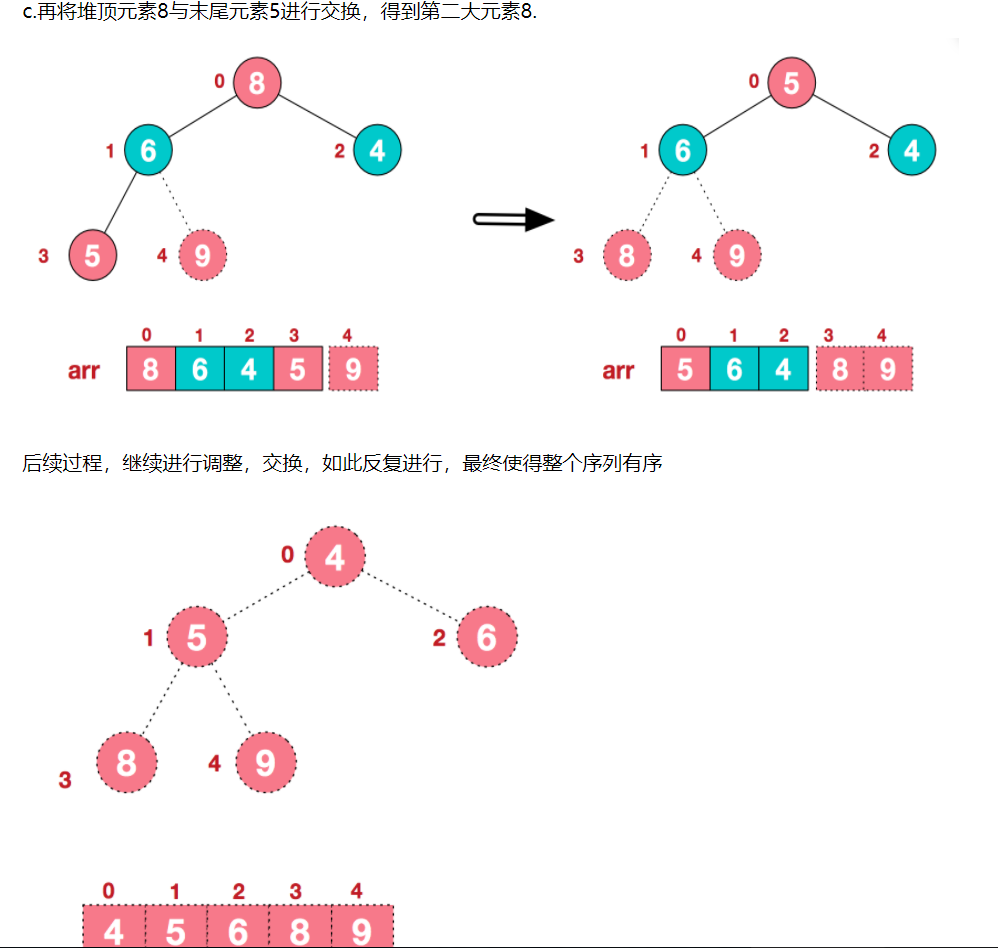 c.再将堆顶元素8与末尾元素5进行交换，得到第二大元素8.
0 8 0 5
1 6 2 4 1 6 2 4
3 5 4 9 3 8 4 9
0 1 2 3 4 0 1 2 3 4
arr 8 6 4 5 9 arr 5 6 4 8 9
后续过程，继续进行调整，交换，如此反复进行，最终使得整个序列有序
0 4
1 5 2 6
3 8 4 9
0 1 2 3 4
4 5 6 8 9